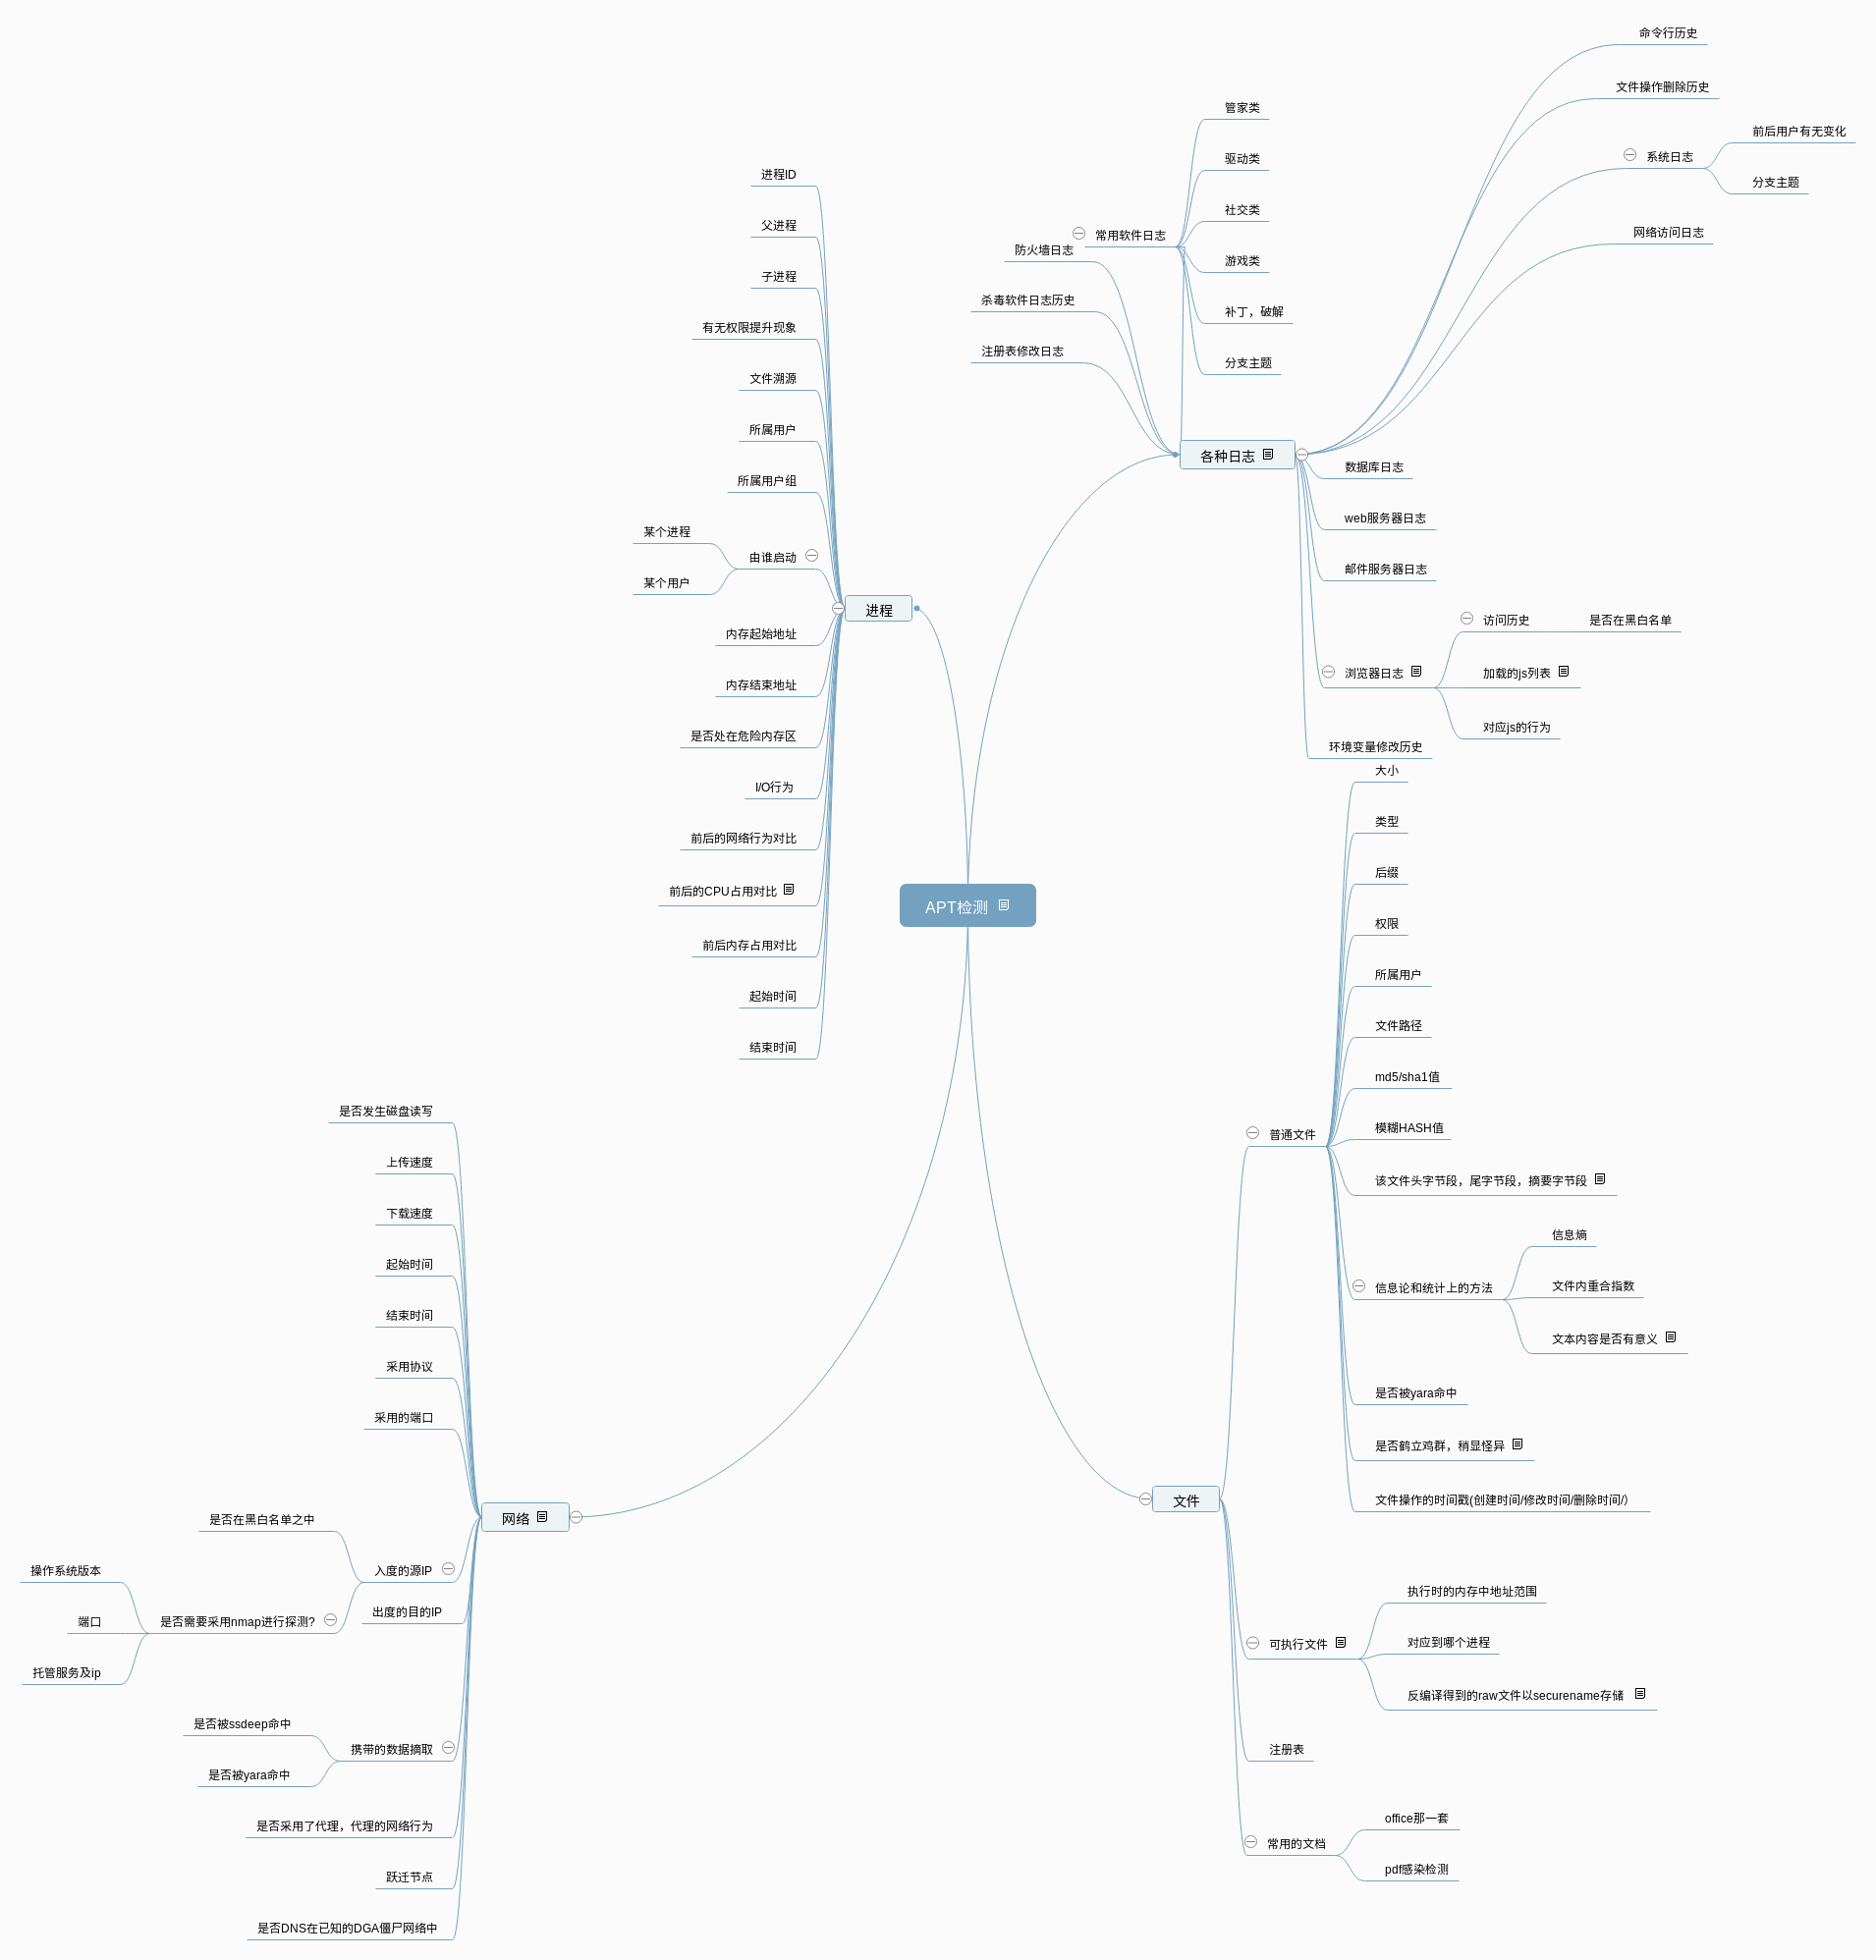 APT检测
各种日志
命令行历史
文件操作删除历史
系统日志
前后用户有无变化
分支主题
网络访问日志
数据库日志
web服务器日志
邮件服务器日志
浏览器日志
访问历史
是否在黑白名单
加载的js列表
对应js的行为
环境变量修改历史
常用软件日志
管家类
驱动类
社交类
游戏类
补丁，破解
分支主题
防火墙日志
杀毒软件日志历史
注册表修改日志
进程
进程ID
父进程
子进程
有无权限提升现象
文件溯源
所属用户
所属用户组
由谁启动
某个进程
某个用户
内存起始地址
内存结束地址
是否处在危险内存区
I/O行为
前后的网络行为对比
前后的CPU占用对比
前后内存占用对比
起始时间
结束时间
文件
普通文件
大小
类型
后缀
权限
所属用户
文件路径
md5/sha1值
模糊HASH值
该文件头字节段，尾字节段，摘要字节段
信息论和统计上的方法
信息熵
文件内重合指数
文本内容是否有意义
是否被yara命中
是否鹤立鸡群，稍显怪异
文件操作的时间戳(创建时间/修改时间/删除时间/）
可执行文件
执行时的内存中地址范围
对应到哪个进程
反编译得到的raw文件以securename存储
注册表
常用的文档
office那一套
pdf感染检测
网络
是否发生磁盘读写
上传速度
下载速度
起始时间
结束时间
采用协议
采用的端口
入度的源IP
是否在黑白名单之中
是否需要采用nmap进行探测?
操作系统版本
端口
托管服务及ip
出度的目的IP
携带的数据摘取
是否被ssdeep命中
是否被yara命中
是否采用了代理，代理的网络行为
跃迁节点
是否DNS在已知的DGA僵尸网络中